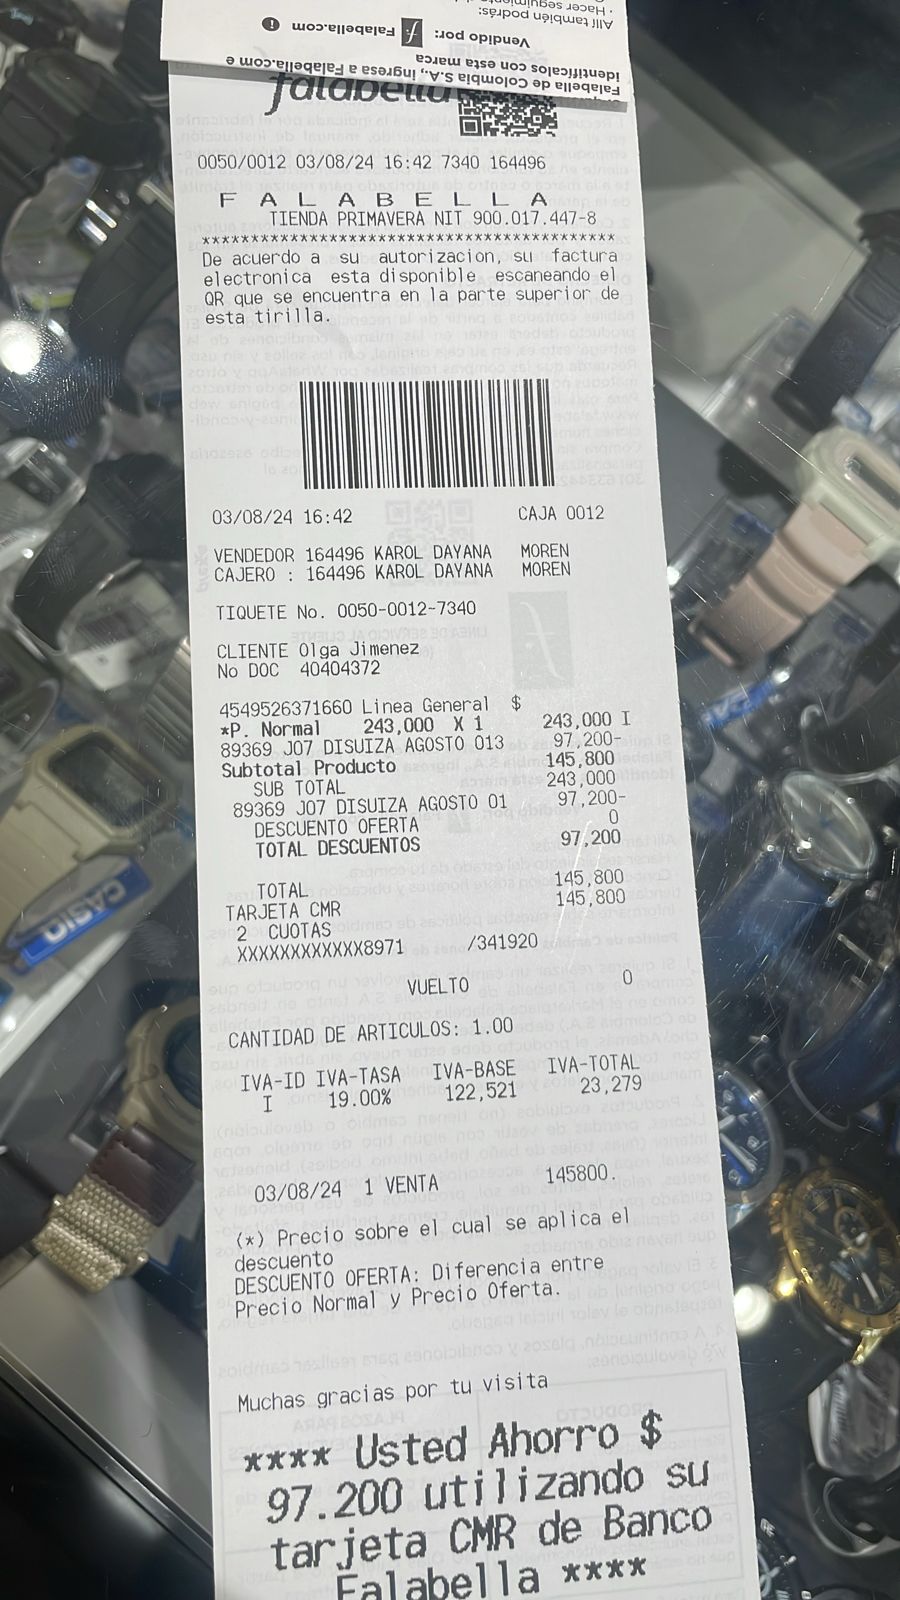 · Hacer
Allí también podrás:
Vendido por: f Falabella.com
identifícalos con esta marca
Falabella de Colombia S.A., ingresa a Falabella.com e
falabella
0050/0012 03/08/24 16:42 7340 164496
F A L A B E L L A
TIENDA PRIMAVERA NIT 900.017.447-8
******************************************
De acuerdo a su autorizacion, su factura
electronica esta disponible escaneando el
QR que se encuentra en la parte superior de
esta tirilla.
03/08/24 16:42 CAJA 0012
VENDEDOR 164496 KAROL DAYANA MOREN
CAJERO : 164496 KAROL DAYANA MOREN
TIQUETE No. 0050-0012-7340
CLIENTE Olga Jimenez
No DOC 40404372
4549526371660 Linea General $
*P. Normal 243,000 X 1 243,000 I
89369 J07 DISUIZA AGOSTO 013 97,200-
Subtotal Producto 145,800
SUB TOTAL 243,000
89369 J07 DISUIZA AGOSTO 01 97,200-
DESCUENTO OFERTA 0
TOTAL DESCUENTOS 97,200
TOTAL 145,800
TARJETA CMR 145,800
2 CUOTAS
XXXXXXXXXXXX8971 /341920
VUELTO 0
CANTIDAD DE ARTICULOS: 1.00
IVA-ID IVA-TASA IVA-BASE IVA-TOTAL
I 19.00% 122,521 23,279
03/08/24 1 VENTA 145800.
(*) Precio sobre el cual se aplica el
descuento
DESCUENTO OFERTA: Diferencia entre
Precio Normal y Precio Oferta.
Muchas gracias por tu visita
**** Usted Ahorro $
97.200 utilizando su
tarjeta CMR de Banco
Falabella ****
CASIO